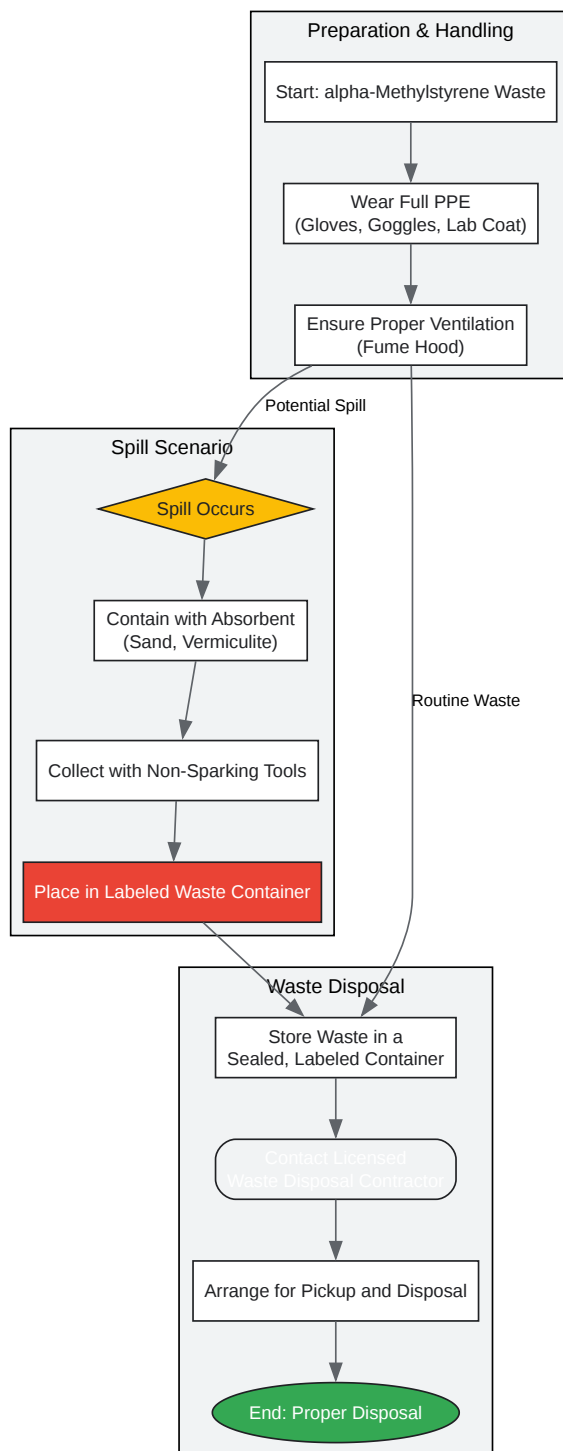 Preparation & Handling
Start: alpha-Methylstyrene Waste
Wear Full PPE
(Gloves, Goggles, Lab Coat)
Ensure Proper Ventilation
(Fume Hood)
Potential Spill
Spill Scenario
Spill Occurs
Contain with Absorbent
(Sand, Vermiculite)
Routine Waste
Collect with Non-Sparking Tools
Place in Labeled Waste Container
Waste Disposal
Store Waste in a
Sealed, Labeled Container
Contact Licensed
Waste Disposal Contractor
Arrange for Pickup and Disposal
End: Proper Disposal